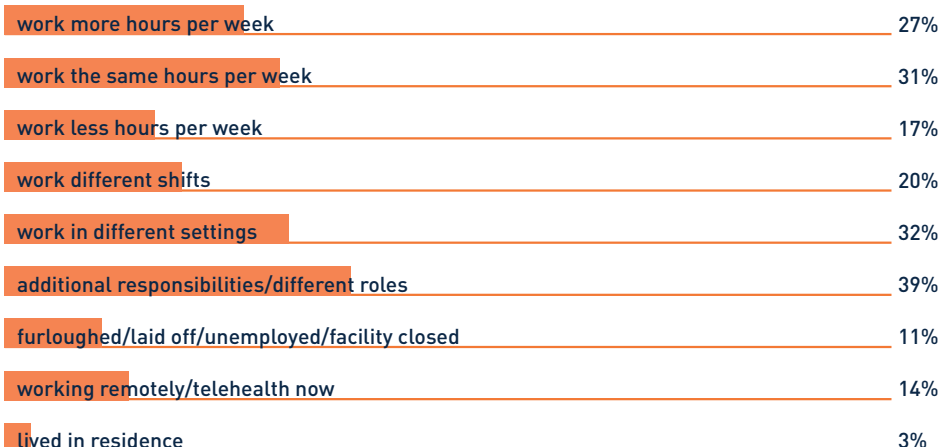 work more hours per week 27%
work the same hours per week 31%
work less hours per week 17%
work different shifts 20%
work in different settings 32%
additional responsibilities/different roles 39%
furloughed/laid off/unemployed/facility closed 11%
working remotely/telehealth now 14%
lived in residence 3%